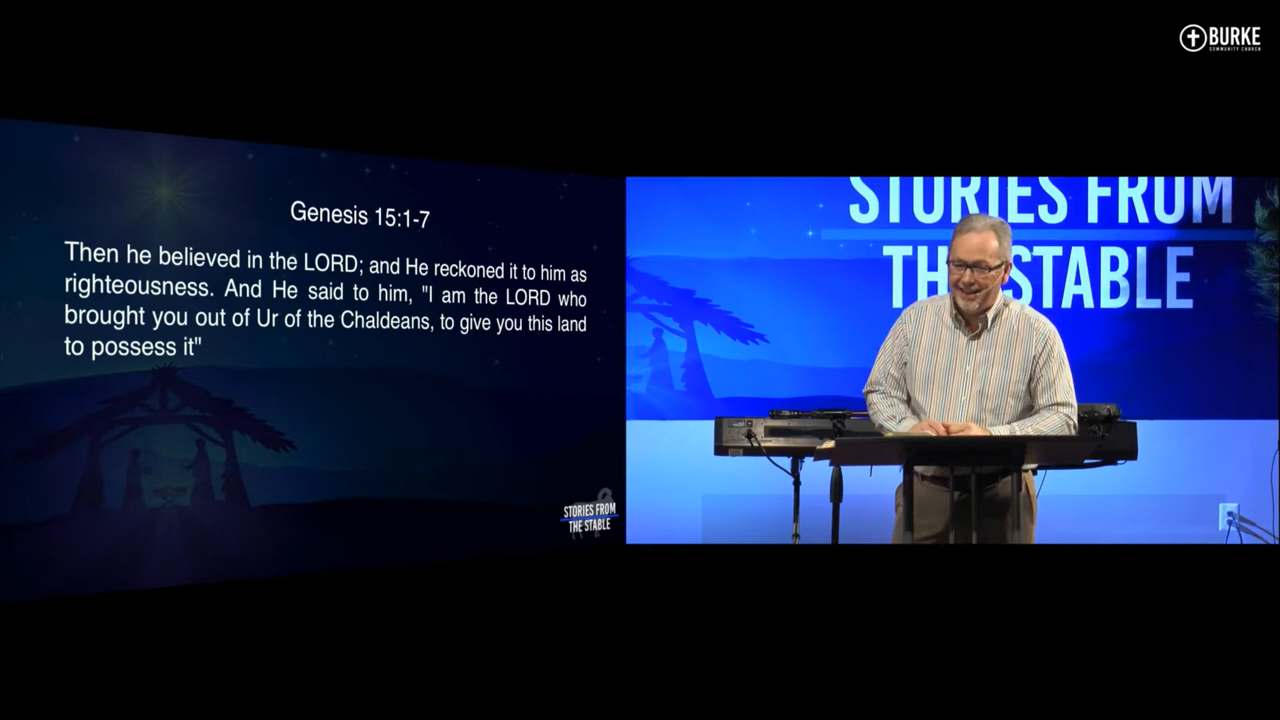 BURKE
COMMUNITY CHURCH
Genesis 15:1-7
Then he believed in the LORD; and He reckoned it to him as
righteousness. And He said to him, "I am the LORD who
brought you out of Ur of the Chaldeans, to give you this land
to possess it"
STORIES FROM
THE STABLE
STORIES FROM
THE STABLE